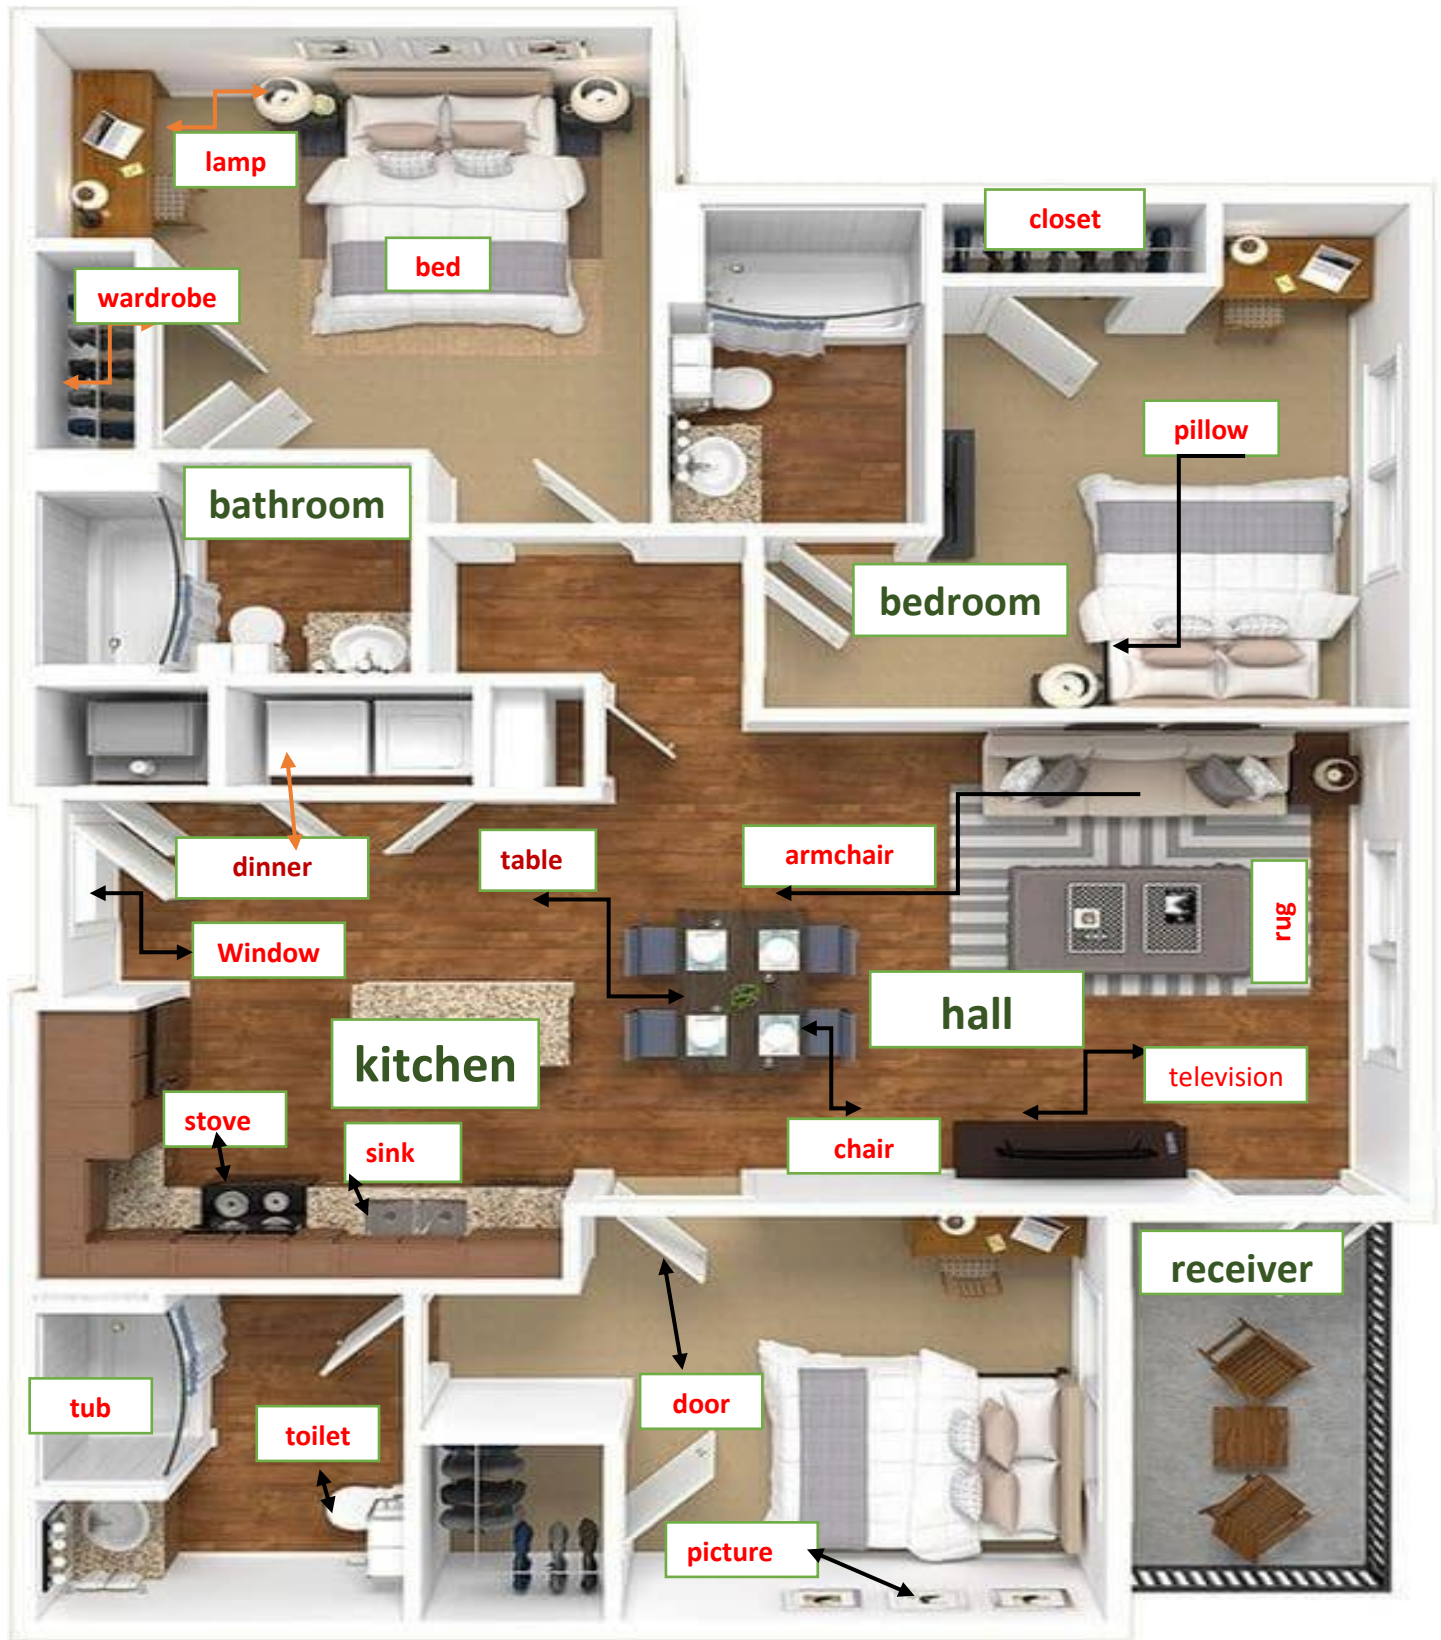 lamp
closet
bed
wardrobe
pillow
bathroom
bedroom
dinner
table
armchair
rug
Window
hall
kitchen
television
stove
sink
chair
receiver
tub
door
toilet
picture